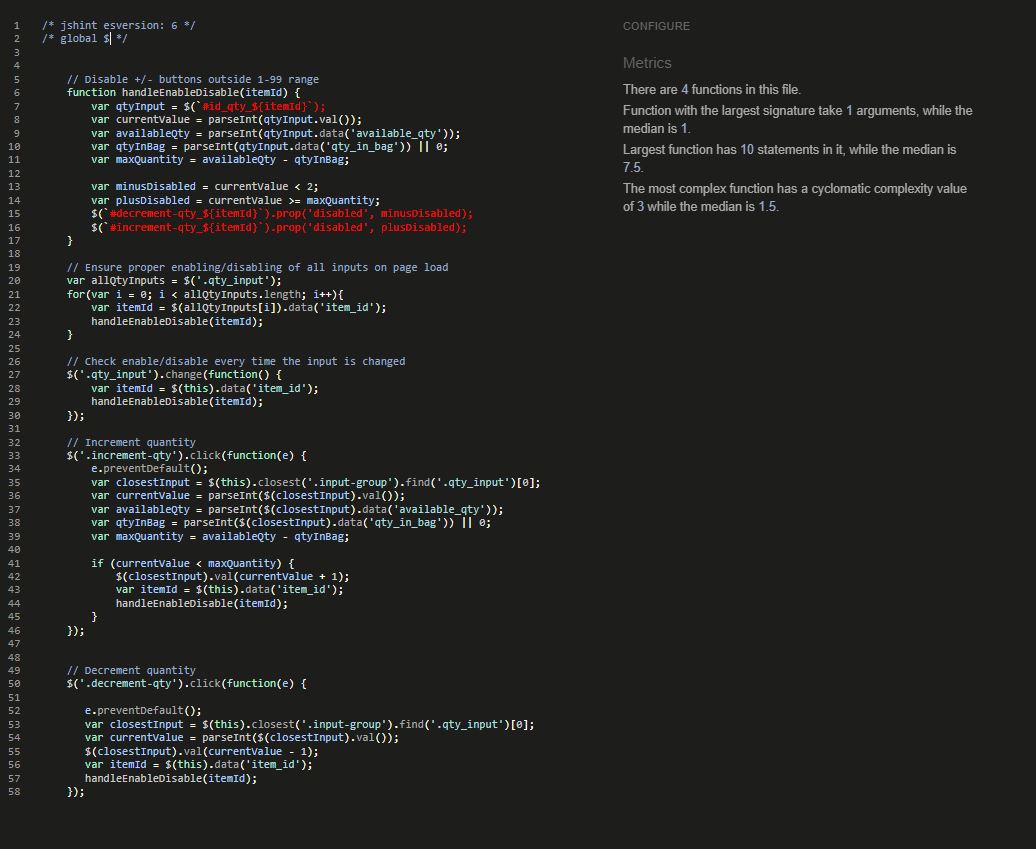 1 /* jshint esversion: 6 */
2 /* global $ */
3
4
5 // Disable +/- buttons outside 1-99 range
6 function handleEnableDisable(itemId) {
7 var qtyInput = $(`#id_qty_${itemId}`);
8 var currentValue = parseInt(qtyInput.val());
9 var availableQty = parseInt(qtyInput.data('available_qty'));
10 var qtyInBag = parseInt(qtyInput.data('qty_in_bag')) || 0;
11 var maxQuantity = availableQty - qtyInBag;
12
13 var minusDisabled = currentValue < 2;
14 var plusDisabled = currentValue >= maxQuantity;
15 $(`#decrement-qty_${itemId}`).prop('disabled', minusDisabled);
16 $(`#increment-qty_${itemId}`).prop('disabled', plusDisabled);
17 }
18
19 // Ensure proper enabling/disabling of all inputs on page load
20 var allQtyInputs = $('.qty_input');
21 for(var i = 0; i < allQtyInputs.length; i++){
22 var itemId = $(allQtyInputs[i]).data('item_id');
23 handleEnableDisable(itemId);
24 }
25
26 // Check enable/disable every time the input is changed
27 $('.qty_input').change(function() {
28 var itemId = $(this).data('item_id');
29 handleEnableDisable(itemId);
30 });
31
32 // Increment quantity
33 $('.increment-qty').click(function(e) {
34 e.preventDefault();
35 var closestInput = $(this).closest('.input-group').find('.qty_input')[0];
36 var currentValue = parseInt($(closestInput).val());
37 var availableQty = parseInt($(closestInput).data('available_qty'));
38 var qtyInBag = parseInt($(closestInput).data('qty_in_bag')) || 0;
39 var maxQuantity = availableQty - qtyInBag;
40
41 if (currentValue < maxQuantity) {
42 $(closestInput).val(currentValue + 1);
43 var itemId = $(this).data('item_id');
44 handleEnableDisable(itemId);
45 }
46 });
47
48
49 // Decrement quantity
50 $('.decrement-qty').click(function(e) {
51
52 e.preventDefault();
53 var closestInput = $(this).closest('.input-group').find('.qty_input')[0];
54 var currentValue = parseInt($(closestInput).val());
55 $(closestInput).val(currentValue - 1);
56 var itemId = $(this).data('item_id');
57 handleEnableDisable(itemId);
58 });
CONFIGURE
Metrics
There are 4 functions in this file.
Function with the largest signature take 1 arguments, while the
median is 1.
Largest function has 10 statements in it, while the median is
7.5.
The most complex function has a cyclomatic complexity value
of 3 while the median is 1.5.